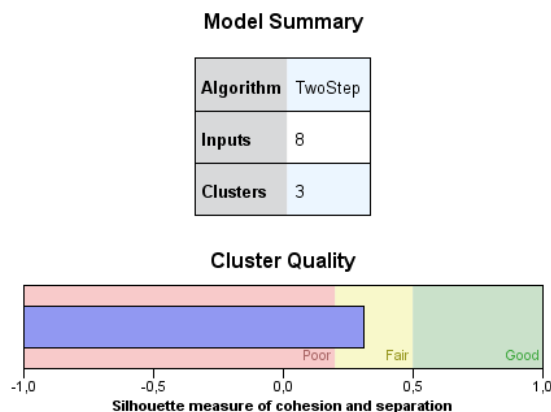 Model Summary
Algorithm TwoStep
Inputs 8
Clusters 3
Cluster Quality
Poor Fair Good
-1,0 -0,5 0,0 0,5 1,0
Silhouette measure of cohesion and separation